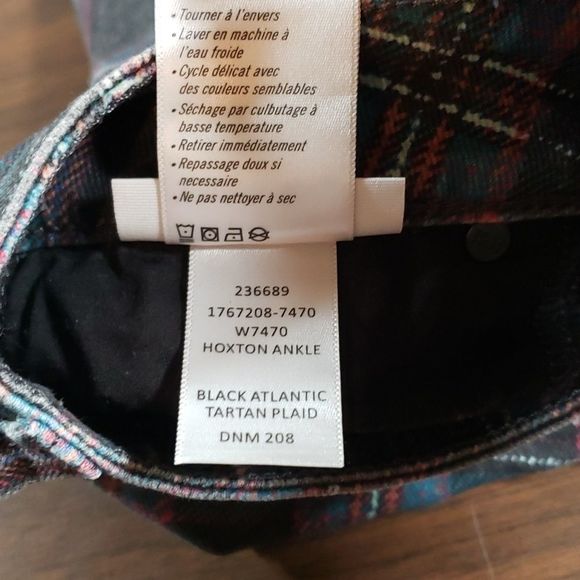 • Tourner à l'envers
• Laver en machine à
l'eau froide
• Cycle délicat avec
des couleurs semblables
• Séchage par culbutage à
basse temperature
• Retirer immédiatement
• Repassage doux si
necessaire
• Ne pas nettoyer à sec
236689
1767208-7470
W7470
HOXTON ANKLE
BLACK ATLANTIC
TARTAN PLAID
DNM 208